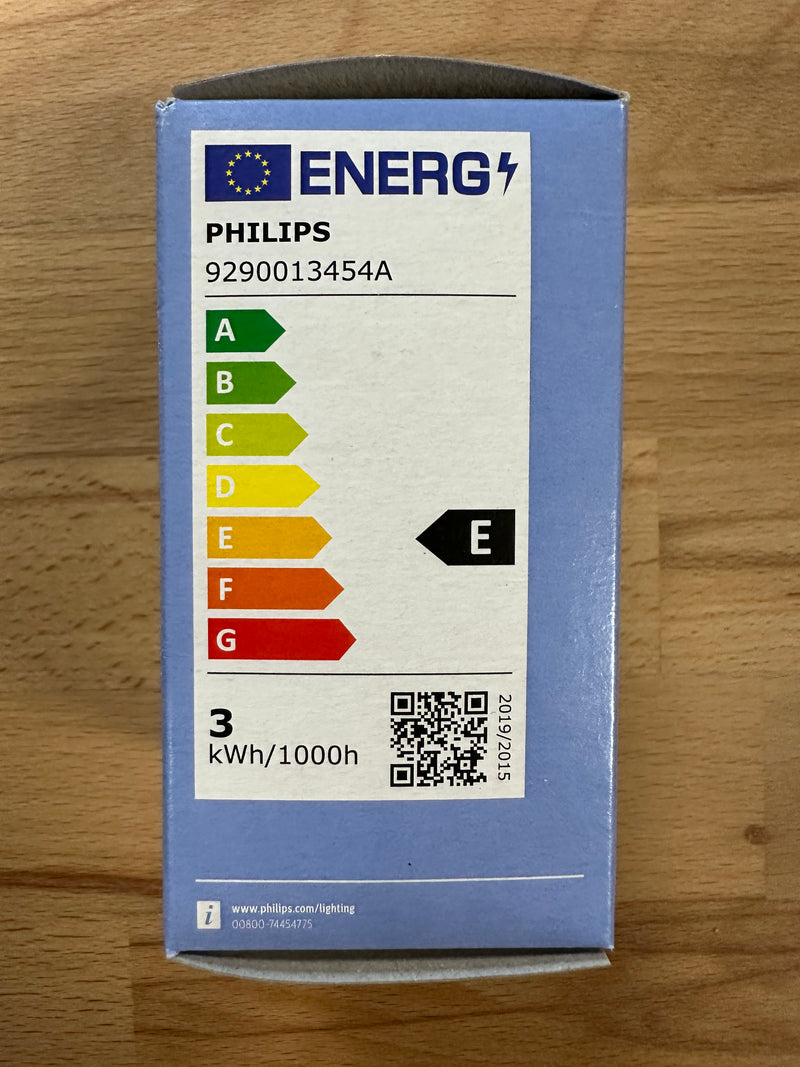 ENERG
PHILIPS
9290013454A
A
B
C
D
E
E
F
G
3
kWh/1000h
2019/2015
i
www.philips.com/lighting
00800-74454775